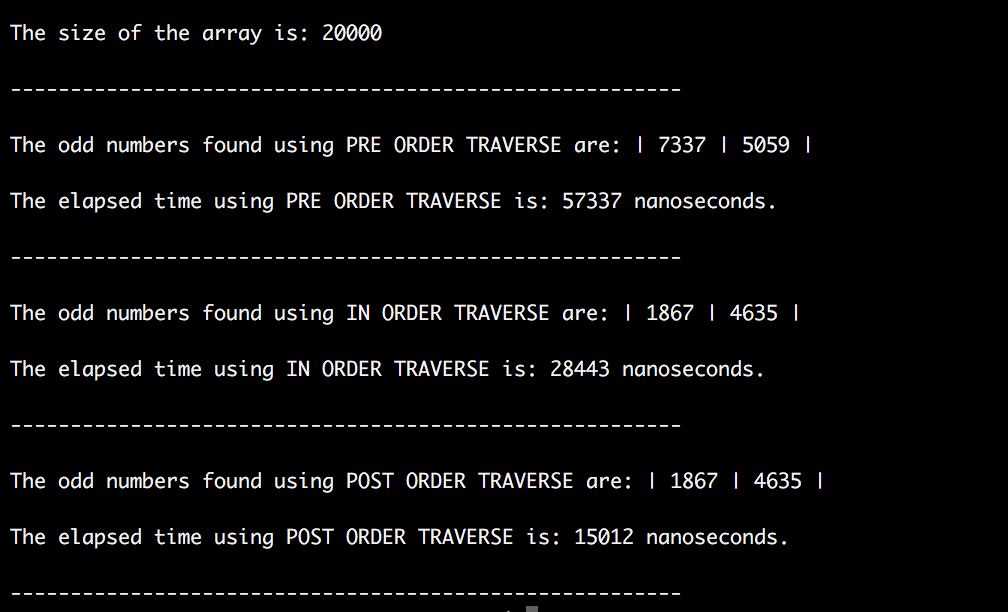 The size of the array is: 20000
--------------------------------------------------------
The odd numbers found using PRE ORDER TRAVERSE are: | 7337 | 5059 |
The elapsed time using PRE ORDER TRAVERSE is: 57337 nanoseconds.
--------------------------------------------------------
The odd numbers found using IN ORDER TRAVERSE are: | 1867 | 4635 |
The elapsed time using IN ORDER TRAVERSE is: 28443 nanoseconds.
--------------------------------------------------------
The odd numbers found using POST ORDER TRAVERSE are: | 1867 | 4635 |
The elapsed time using POST ORDER TRAVERSE is: 15012 nanoseconds.
--------------------------------------------------------